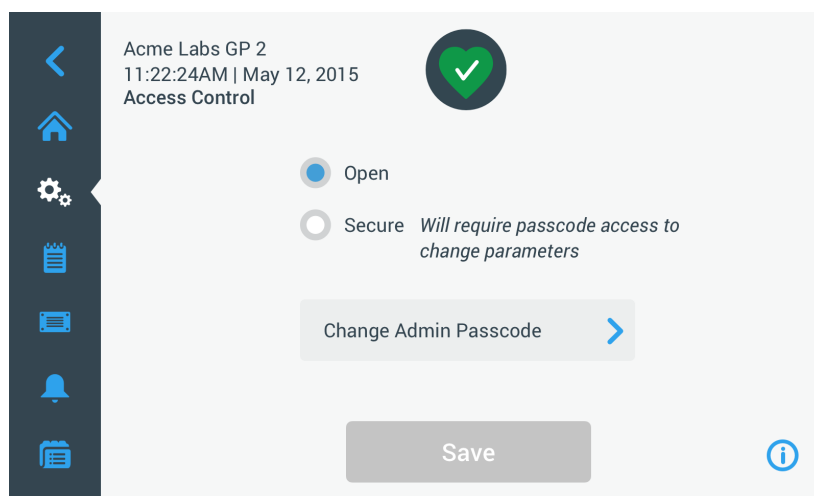 Acme Labs GP 2
11:22:24AM | May 12, 2015
Access Control
Open
Secure Will require passcode access to
change parameters
Change Admin Passcode
Save